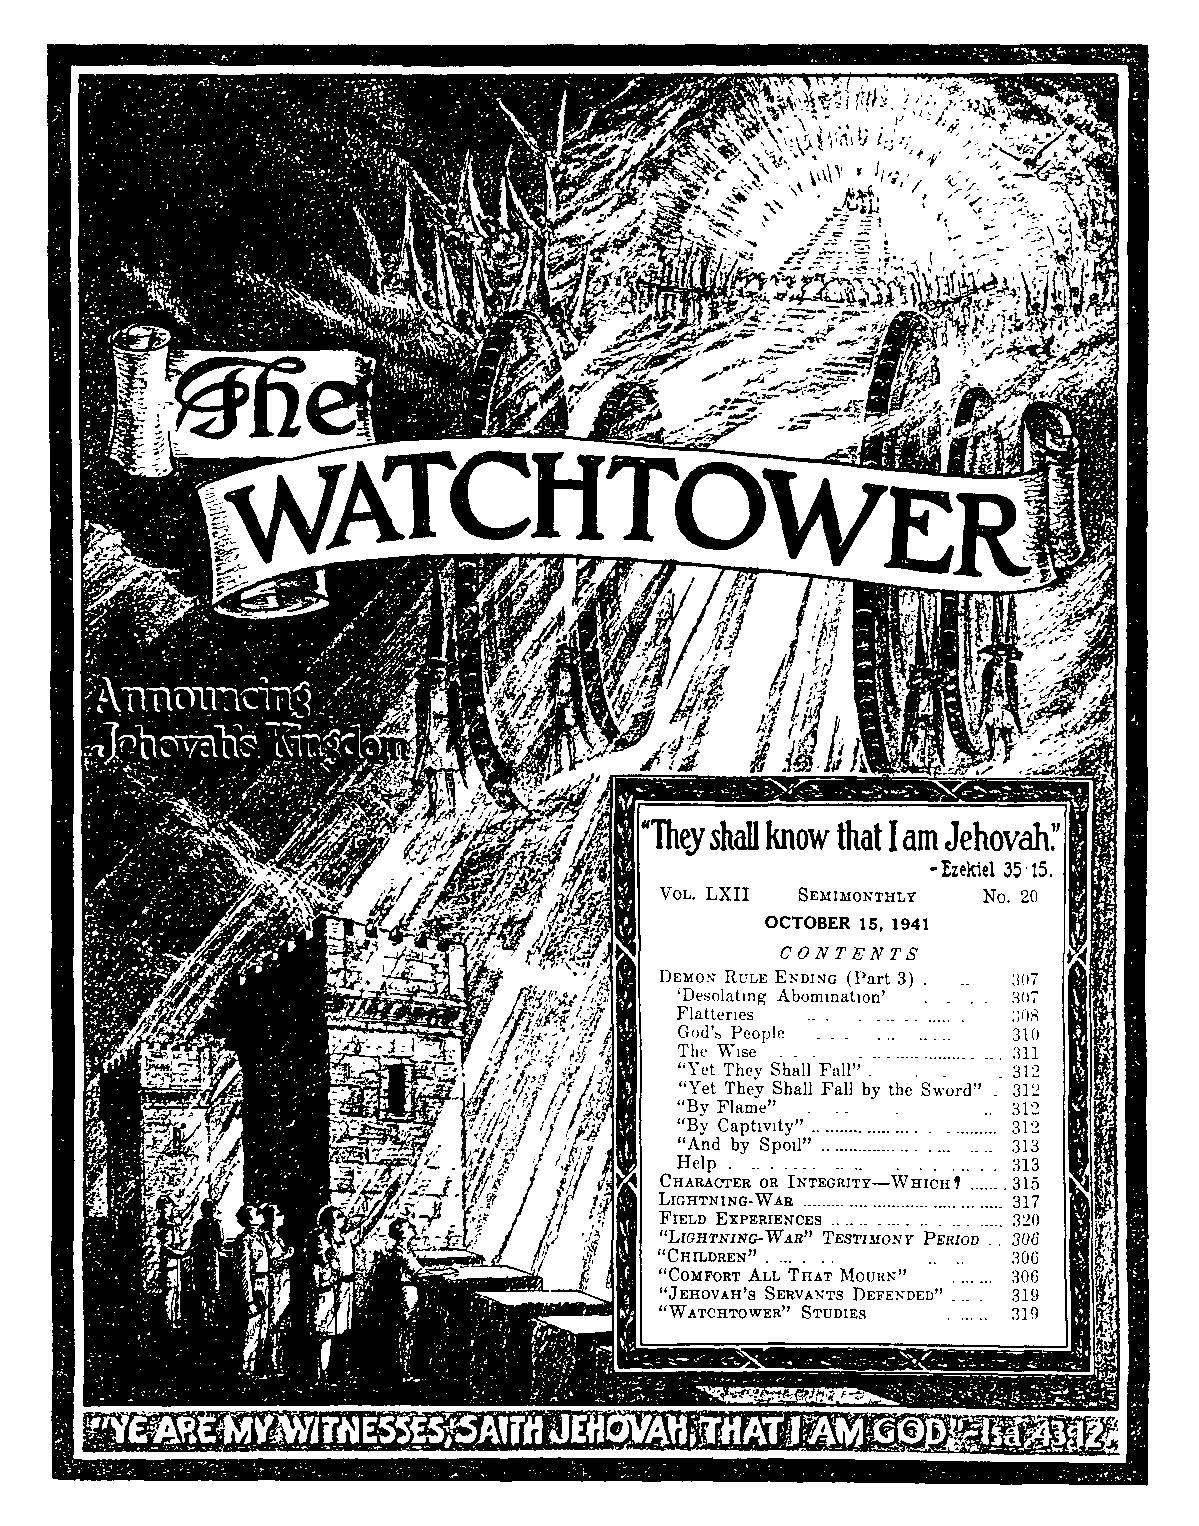 The
WATCHTOWER
Announcing
Jehovah's Kingdom
"They shall know that I am Jehovah."
- Ezekiel 35:15.
VOL. LXII SEMIMONTHLY No. 20
OCTOBER 15, 1941
CONTENTS
DEMON RULE ENDING (Part 3) . .. 307
'Desolating Abomination' . . . . 307
Flatteries .. . .. .. .. ..... . 308
God's People . . . .. .. .. .. 310
The Wise . . . . . ..................... . ... 311
"Yet They Shall Fall" . . . . . 312
"Yet They Shall Fall by the Sword" . 312
"By Flame" . .. . .. 312
"By Captivity" .. ................... .. . .......... 312
"And by Spoil" .................. . .. ... .. ... 313
Help . .. .. . . . . . . .. . . . .. .. . 313
CHARACTER OR INTEGRITY—WHICH? ...... 315
LIGHTNING-WAR ............................................ 317
FIELD EXPERIENCES .. ... .. .. .. . .. ....... 320
"LIGHTNING-WAR" TESTIMONY PERIOD . . 306
"CHILDREN" . ... . . . . .. .. 306
"COMFORT ALL THAT MOURN" . ... ... 306
"JEHOVAH'S SERVANTS DEFENDED" .. .. . 319
"WATCHTOWER" STUDIES . ... .. 319
"YE ARE MY WITNESSES, SAITH JEHOVAH, THAT I AM GOD."-Isa. 43:12.